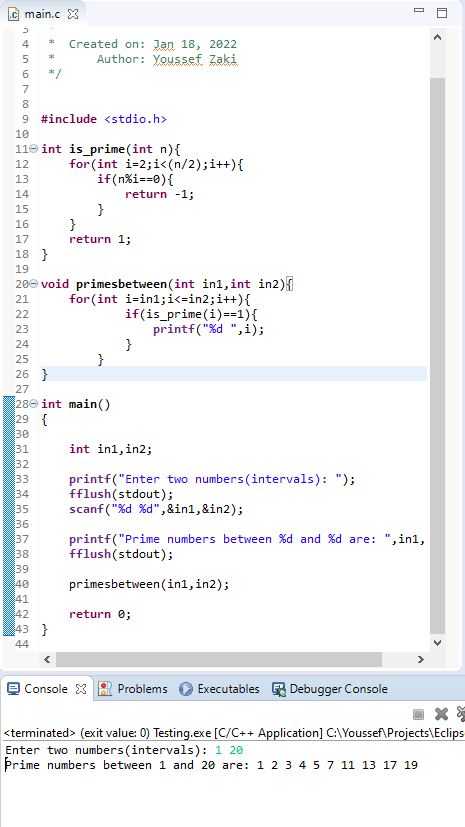 main.c
3 *
4 * Created on: Jan 18, 2022
5 * Author: Youssef Zaki
6 */
7
8
9 #include <stdio.h>
10
11 int is_prime(int n){
12 for(int i=2;i<(n/2);i++){
13 if(n%i==0){
14 return -1;
15 }
16 }
17 return 1;
18 }
19
20 void primesbetween(int in1,int in2){
21 for(int i=in1;i<=in2;i++){
22 if(is_prime(i)==1){
23 printf("%d ",i);
24 }
25 }
26 }
27
28 int main()
29 {
30
31 int in1,in2;
32
33 printf("Enter two numbers(intervals): ");
34 fflush(stdout);
35 scanf("%d %d",&in1,&in2);
36
37 printf("Prime numbers between %d and %d are: ",in1,
38 fflush(stdout);
39
40 primesbetween(in1,in2);
41
42 return 0;
43 }
44
Console Problems Executables Debugger Console
<terminated> (exit value: 0) Testing.exe [C/C++ Application] C:\Youssef\Projects\Eclips
Enter two numbers(intervals): 1 20
Prime numbers between 1 and 20 are: 1 2 3 4 5 7 11 13 17 19